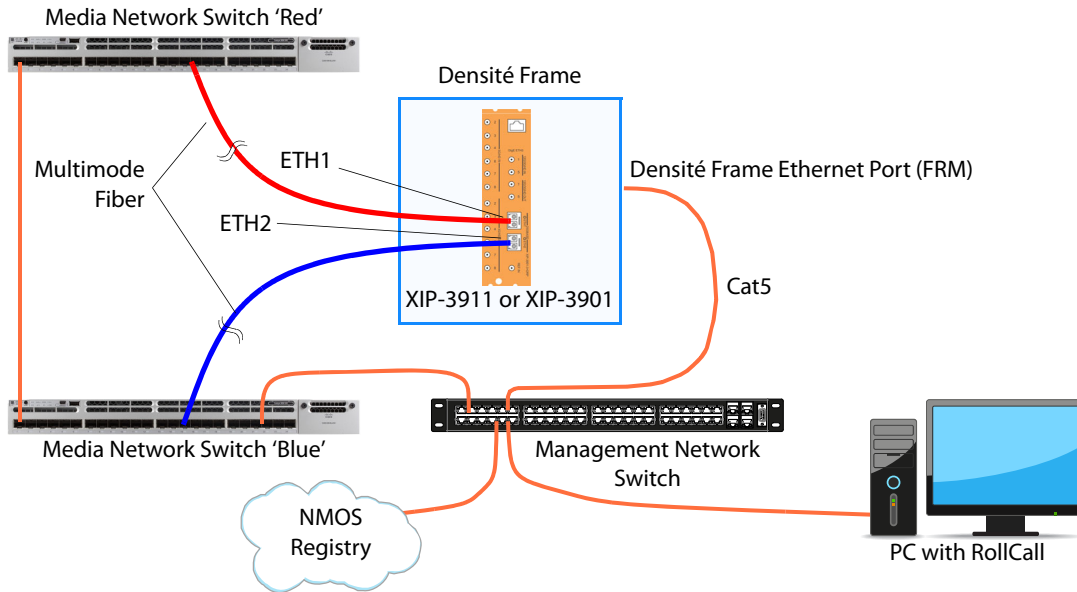 Media Network Switch ‘Red’
Densité Frame
Multimode
Fiber
ETH1
ETH2
Densité Frame Ethernet Port (FRM)
XIP-3911 or XIP-3901
Cat5
Media Network Switch ‘Blue’
Management Network
Switch
NMOS
Registry
PC with RollCall